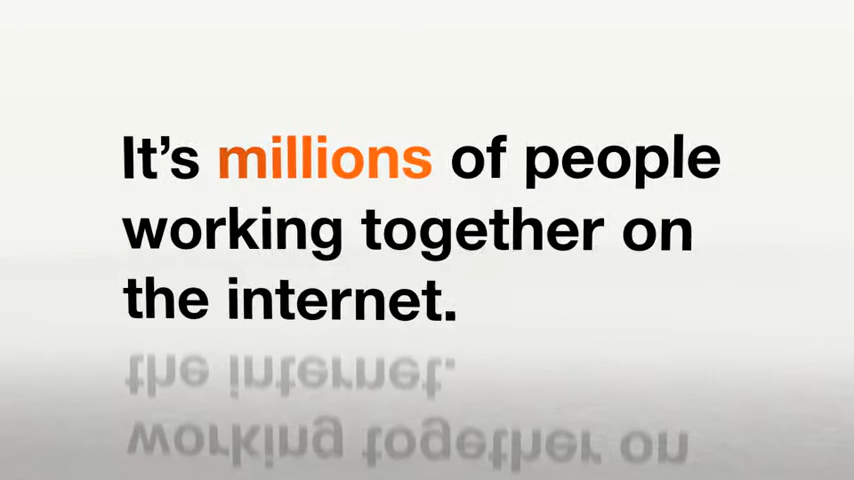 It’s millions of people
working together on
the internet.